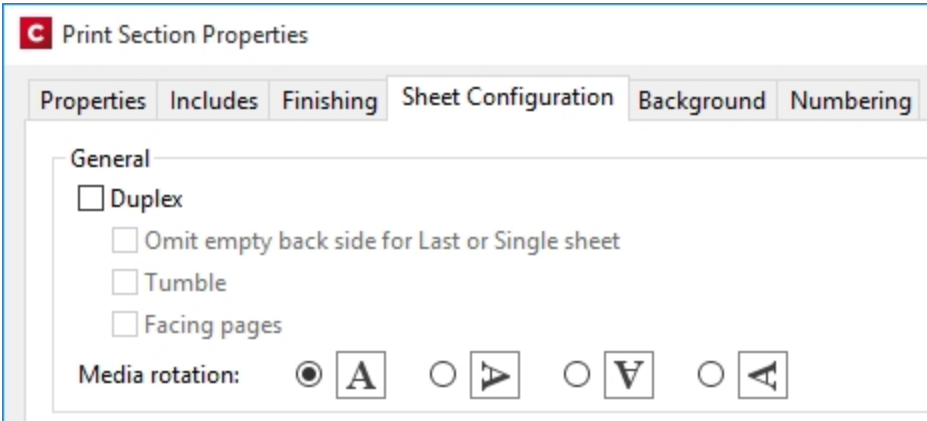 C Print Section Properties
Properties Includes Finishing Sheet Configuration Background Numbering
General
Duplex
Omit empty back side for Last or Single sheet
Tumble
Facing pages
Media rotation: A A A A